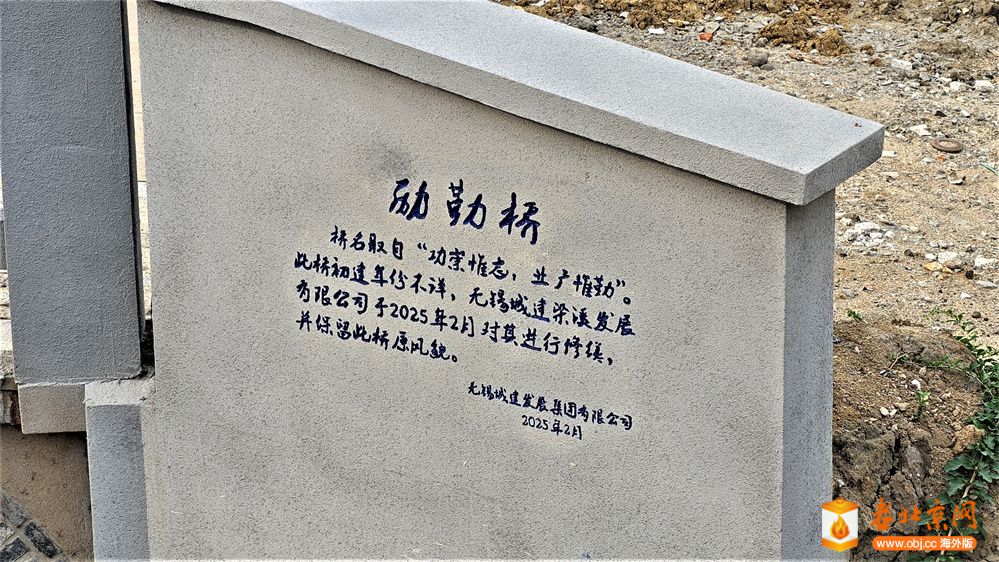 励勤桥
桥名取自“功崇惟志，业广惟勤”。
此桥初建年份不详，无锡城建梁溪发展
有限公司于2025年2月对其进行修缮，
并保留此桥原风貌。
无锡城建发展集团有限公司
2025年2月
老北京网
www.obj.cc 海外版